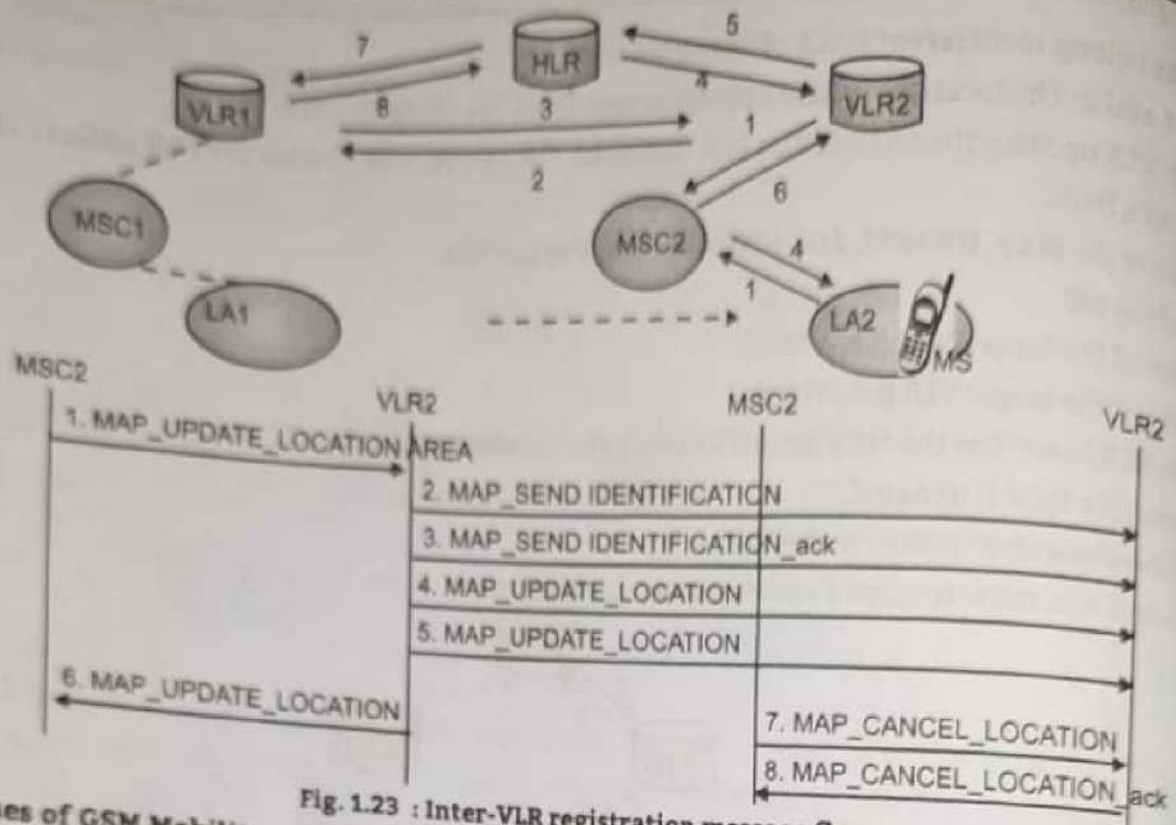 7
5
HLR
VLR1
8
3
4
VLR2
1
2
6
MSC1
MSC2
4
1
LA1
LA2
MS
MSC2
VLR2
MSC2
VLR2
1. MAP_UPDATE_LOCATION AREA
2. MAP_SEND IDENTIFICATION
3. MAP_SEND IDENTIFICATION_ack
4. MAP_UPDATE_LOCATION
5. MAP_UPDATE_LOCATION
6. MAP_UPDATE_LOCATION
7. MAP_CANCEL_LOCATION
8. MAP_CANCEL_LOCATION_ack
Fig. 1.23 : Inter-VLR registration
of GSM